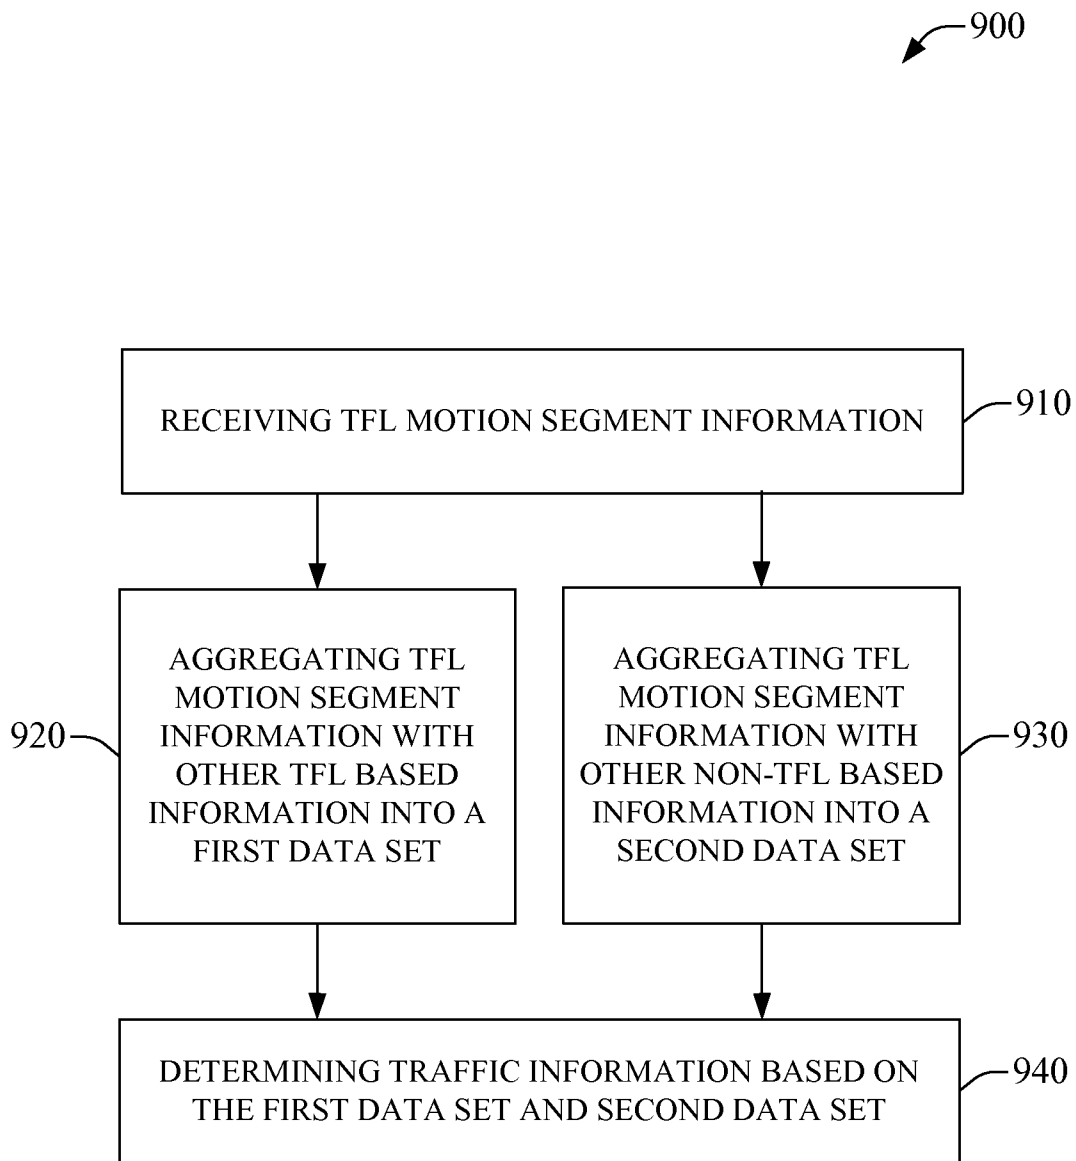 900
RECEIVING TFL MOTION SEGMENT INFORMATION
910
AGGREGATING TFL
MOTION SEGMENT
INFORMATION WITH
OTHER TFL BASED
INFORMATION INTO A
FIRST DATA SET
920
AGGREGATING TFL
MOTION SEGMENT
INFORMATION WITH
OTHER NON-TFL BASED
INFORMATION INTO A
SECOND DATA SET
930
DETERMINING TRAFFIC INFORMATION BASED ON
THE FIRST DATA SET AND SECOND DATA SET
940